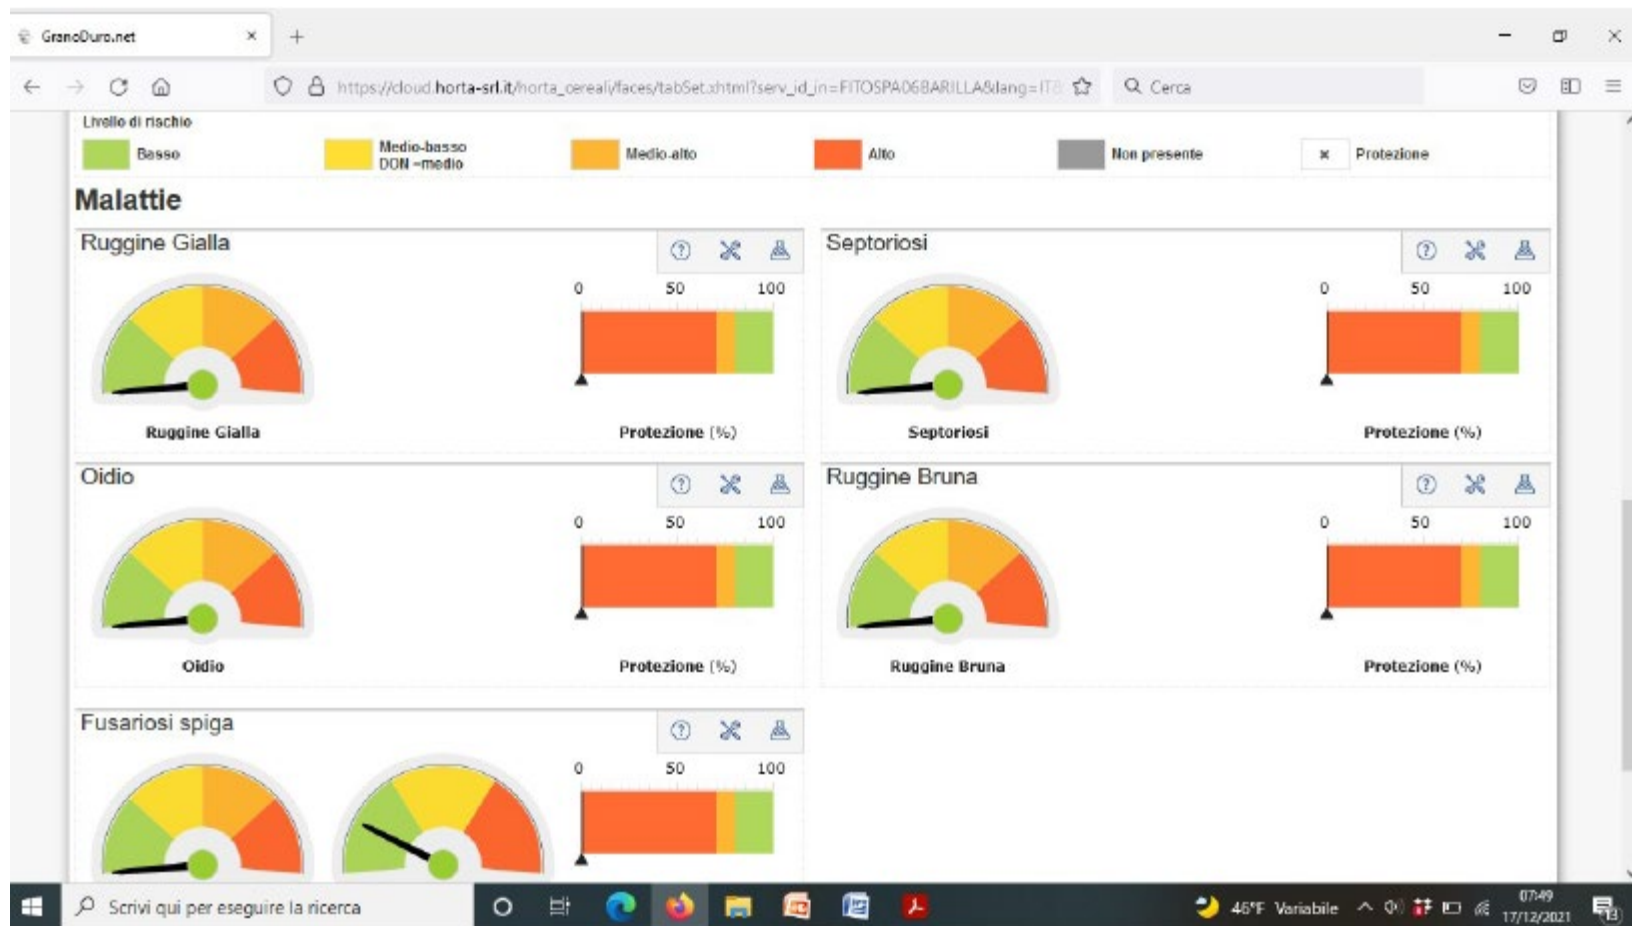 GranoDuro.net
https://cloud.horta-srl.it/horta_cereali/faces/tabSet.xhtml?serv_id_in=FITOSPA06BARILLA&lang=IT
Cerca
Livello di rischio
Basso
Medio-basso
DON =medio
Medio-alto
Alto
Non presente
Protezione
Malattie
Ruggine Gialla
0 50 100
Ruggine Gialla
Protezione (%)
Septoriosi
0 50 100
Septoriosi
Protezione (%)
Oidio
0 50 100
Oidio
Protezione (%)
Ruggine Bruna
0 50 100
Ruggine Bruna
Protezione (%)
Fusariosi spiga
0 50 100
Scrivi qui per eseguire la ricerca
46°F Variabile
07:49
17/12/2021
13